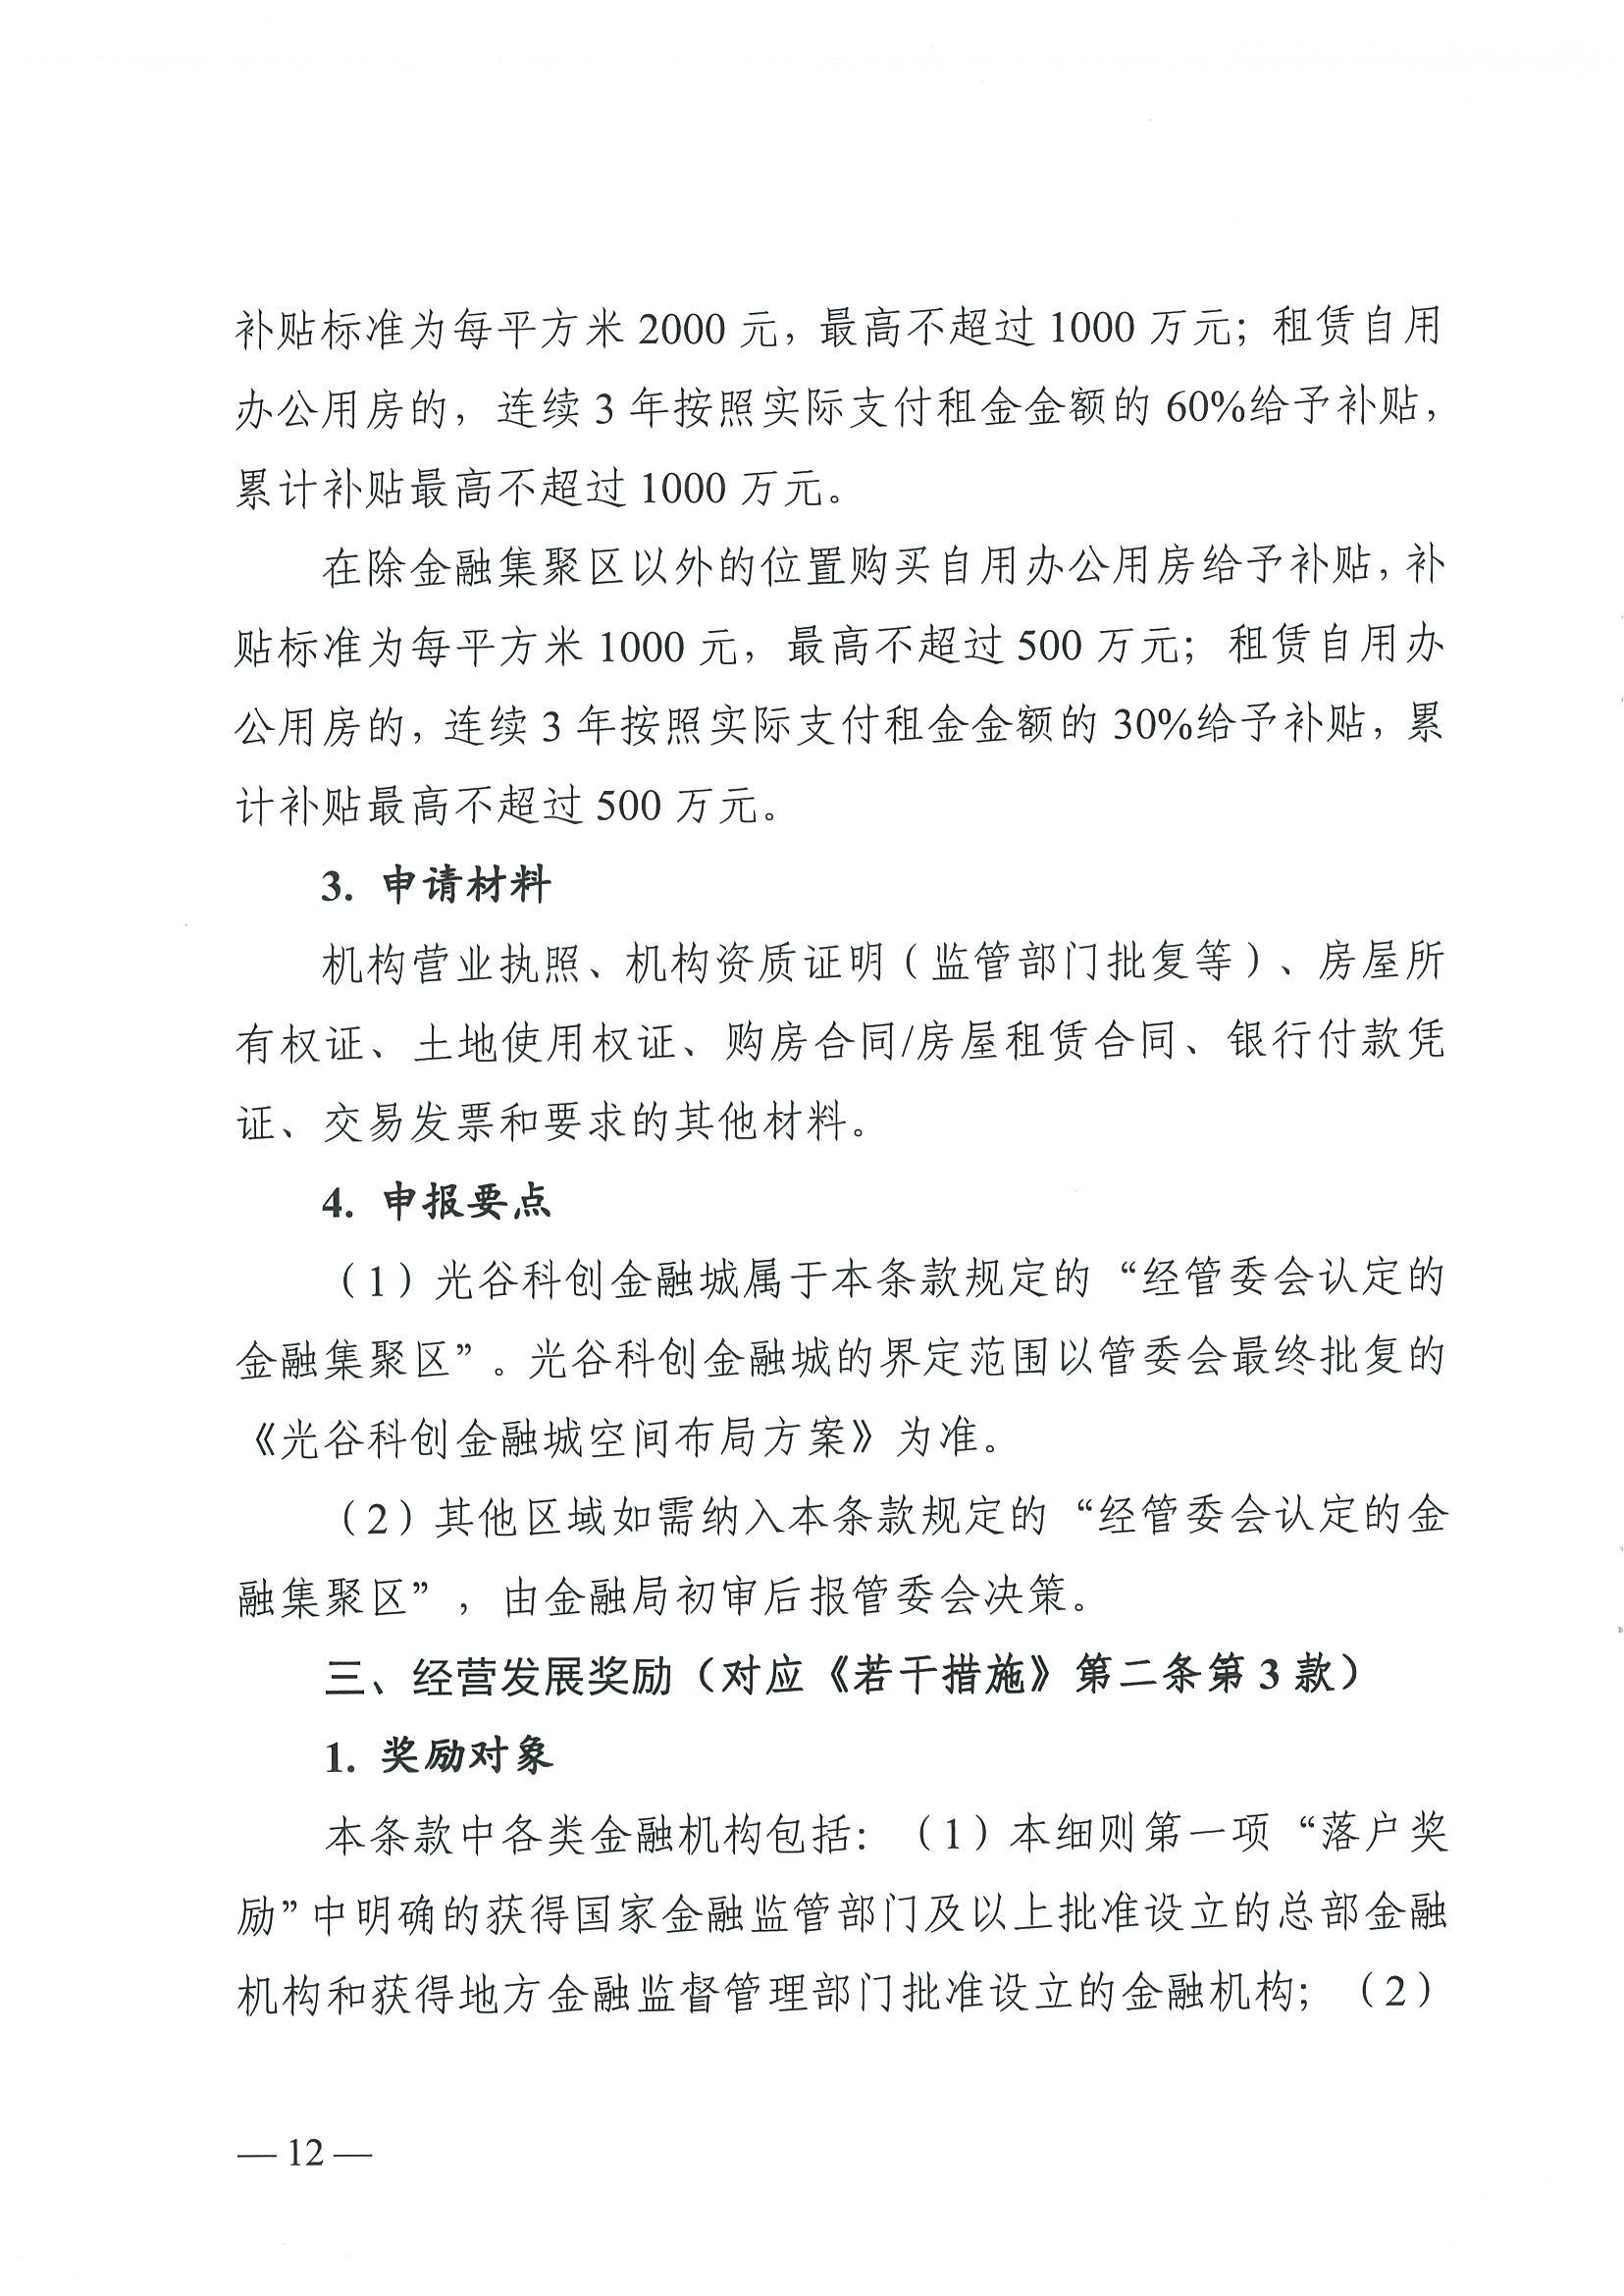 补贴标准为每平方米 2000 元，最高不超过 1000 万元；租赁自用
办公用房的，连续 3 年按照实际支付租金金额的 60%给予补贴，
累计补贴最高不超过 1000 万元。
在除金融集聚区以外的位置购买自用办公用房给予补贴，补
贴标准为每平方米 1000 元，最高不超过 500 万元；租赁自用办
公用房的，连续 3 年按照实际支付租金金额的 30%给予补贴，累
计补贴最高不超过 500 万元。
3. 申请材料
机构营业执照、机构资质证明（监管部门批复等）、房屋所
有权证、土地使用权证、购房合同/房屋租赁合同、银行付款凭
证、交易发票和要求的其他材料。
4. 申报要点
（1）光谷科创金融城属于本条款规定的“经管委会认定的
金融集聚区”。光谷科创金融城的界定范围以管委会最终批复的
《光谷科创金融城空间布局方案》为准。
（2）其他区域如需纳入本条款规定的“经管委会认定的金
融集聚区”，由金融局初审后报管委会决策。
三、经营发展奖励（对应《若干措施》第二条第 3 款）
1. 奖励对象
本条款中各类金融机构包括：（1）本细则第一项“落户奖
励”中明确的获得国家金融监管部门及以上批准设立的总部金融
机构和获得地方金融监督管理部门批准设立的金融机构；（2）
— 12 —